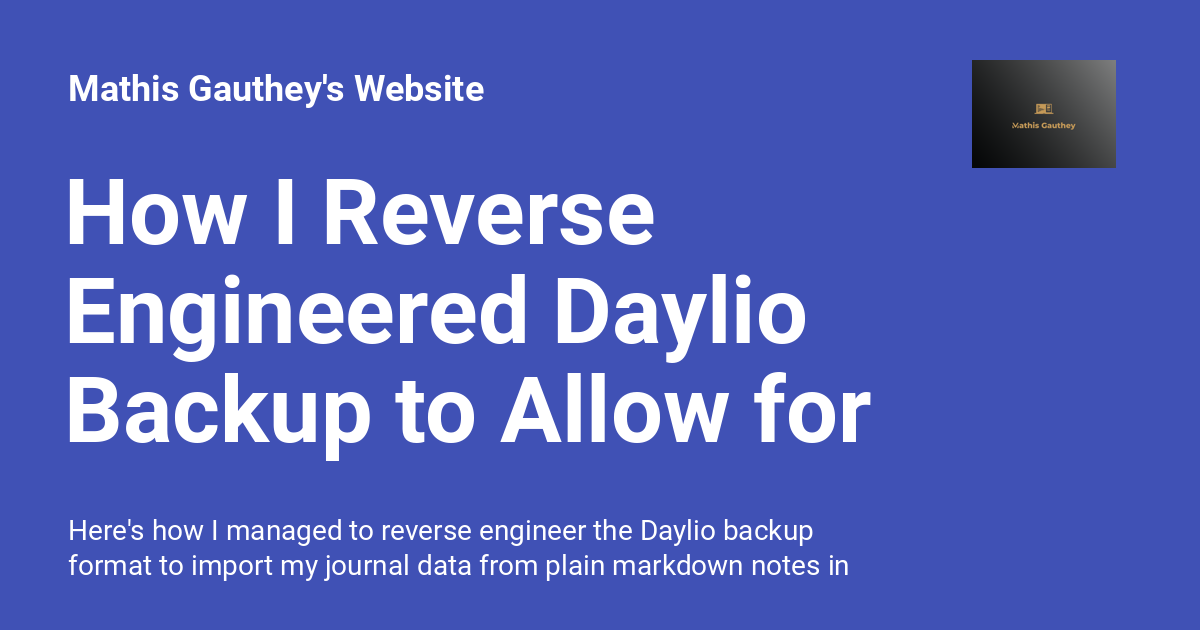 Mathis Gauthey's Website
Mathis Gauthey
How I Reverse
Engineered Daylio
Backup to Allow for
Here's how I managed to reverse engineer the Daylio backup
format to import my journal data from plain markdown notes in